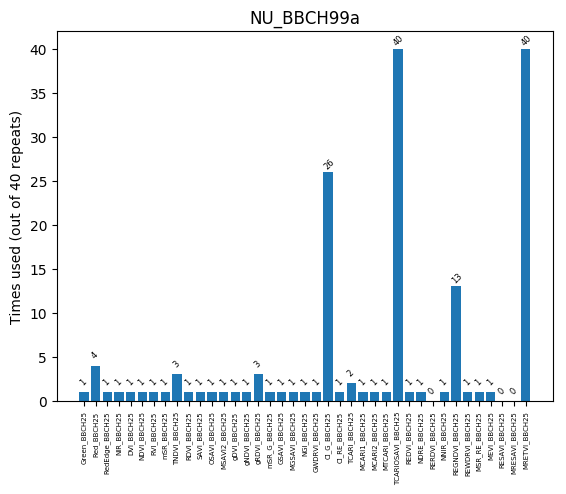 NU_BBCH99a
Times used (out of 40 repeats)
40
35
30
25
20
15
10
5
0
1
4
1
1
1
1
1
1
3
1
1
1
1
1
1
3
1
1
1
1
1
26
1
2
1
1
1
40
1
1
0
1
13
1
1
1
0
0
40
Green_BBCH25
Red_BBCH25
RedEdge_BBCH25
NIR_BBCH25
DVI_BBCH25
NDVI_BBCH25
RVI_BBCH25
mSR_BBCH25
TNDVI_BBCH25
RDVI_BBCH25
SAVI_BBCH25
OSAVI_BBCH25
MSAVI2_BBCH25
gDVI_BBCH25
gNDVI_BBCH25
gRDVI_BBCH25
mSR_G_BBCH25
GSAVI_BBCH25
MGSAVI_BBCH25
NGI_BBCH25
GWDRVI_BBCH25
CI_G_BBCH25
CI_RE_BBCH25
TCARI_BBCH25
MCARI1_BBCH25
MCARI2_BBCH25
MTCARI_BBCH25
TCARIOSAVI_BBCH25
REDVI_BBCH25
NDRE_BBCH25
RERDVI_BBCH25
NNIR_BBCH25
REGNDVI_BBCH25
REWDRVI_BBCH25
MSR_RE_BBCH25
MEVI_BBCH25
RESAVI_BBCH25
MRESAVI_BBCH25
MRETVI_BBCH25